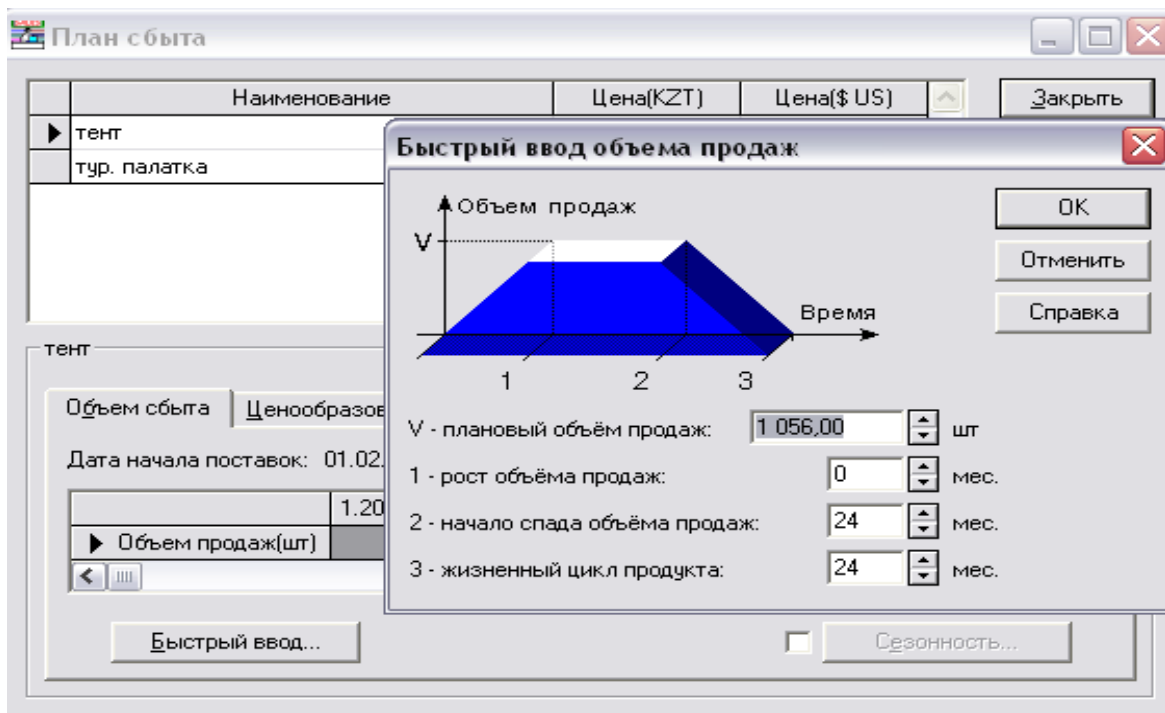 План сбыта
Наименование Цена(KZT) Цена($ US) Закрыть
тент
тур. палатка
Быстрый ввод объема продаж
Объем продаж
V
Время
1 2 3
OK
Отменить
Справка
V - плановый объём продаж: 1 056,00 шт
1 - рост объёма продаж: 0 мес.
2 - начало спада объёма продаж: 24 мес.
3 - жизненный цикл продукта: 24 мес.
тент
Объем сбыта Ценообразов
Дата начала поставок: 01.02.
1.20
Объем продаж(шт)
Быстрый ввод... Сезонность...